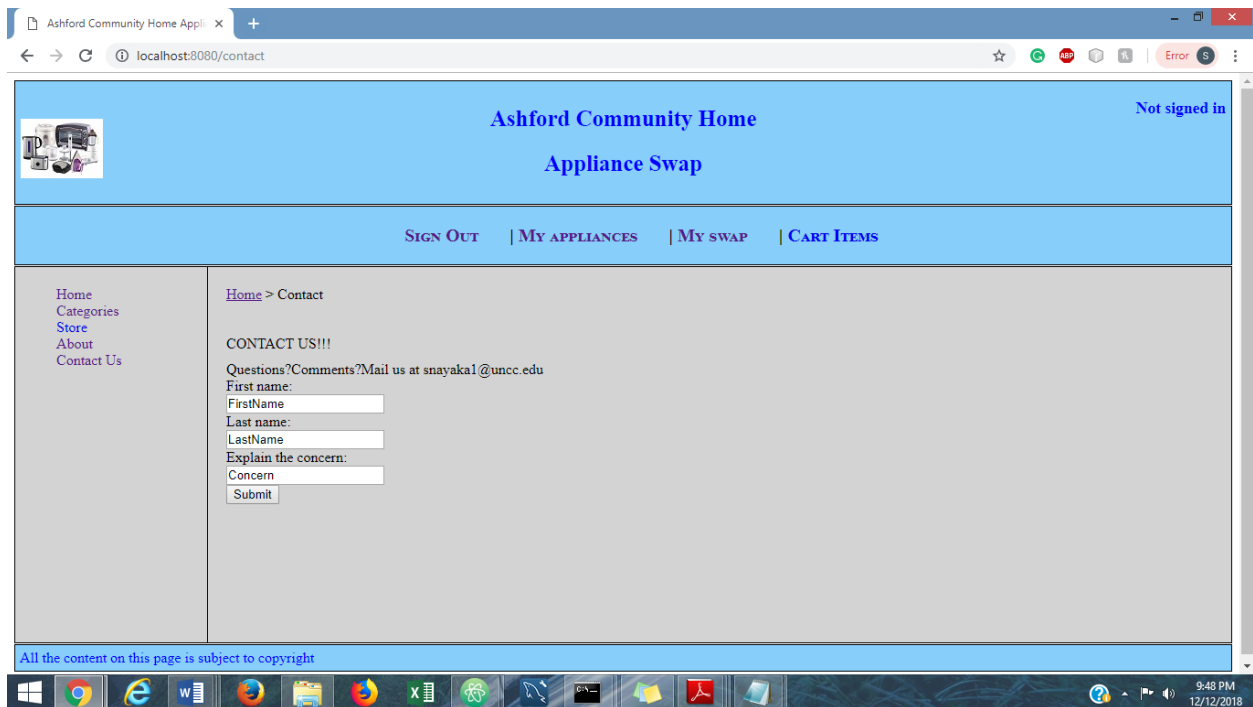 Ashford Community Home Appli
localhost:8080/contact
ABP
Error S
Ashford Community Home
Appliance Swap
Not signed in
Sign Out | My appliances | My swap | Cart Items
Home
Categories
Store
About
Contact Us
Home > Contact
CONTACT US!!!
Questions?Comments?Mail us at snayaka1@uncc.edu
First name:
FirstName
Last name:
LastName
Explain the concern:
Concern
Submit
All the content on this page is subject to copyright
9:48 PM
12/12/2018